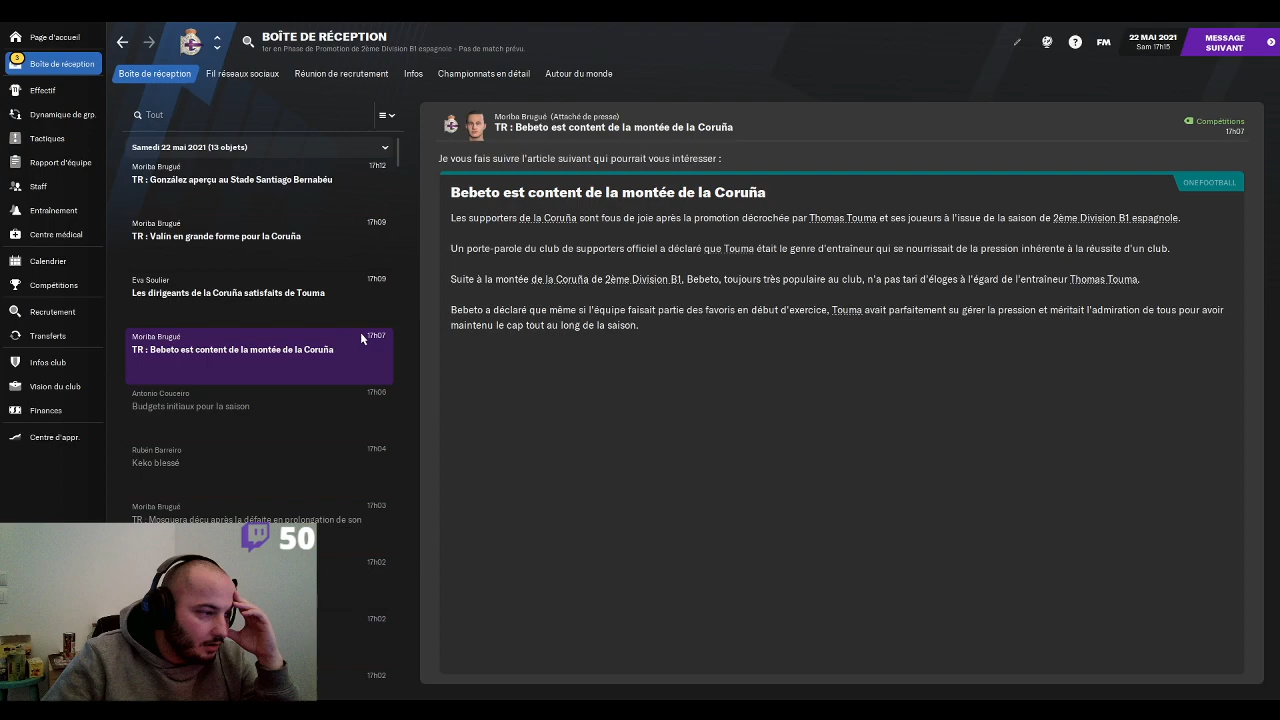 Page d'accueil
3
Boîte de réception
Effectif
Dynamique de grp.
Tactiques
Rapport d'équipe
Staff
Entraînement
Centre médical
Calendrier
Compétitions
Recrutement
Transferts
Infos club
Vision du club
Finances
Centre d'appr.
BOÎTE DE RÉCEPTION
1er en Phase de Promotion de 2ème Division B1 espagnole - Pas de match prévu.
?
FM
22 MAI 2021
Sam 17h15
MESSAGE
SUIVANT
Boîte de réception
Fil réseaux sociaux
Réunion de recrutement
Infos
Championnats en détail
Autour du monde
Tout
Samedi 22 mai 2021 (13 objets)
Moriba Brugué 17h12
TR : González aperçu au Stade Santiago Bernabéu
Moriba Brugué 17h09
TR : Valín en grande forme pour la Coruña
Eva Soulier 17h09
Les dirigeants de la Coruña satisfaits de Touma
Moriba Brugué 17h07
TR : Bebeto est content de la montée de la Coruña
Antonio Couceiro 17h06
Budgets initiaux pour la saison
Rubén Barreiro 17h04
Keko blessé
Moriba Brugué 17h03
TR : Mosquera déçu après la défaite en prolongation de son
50
17h02
17h02
17h02
Moriba Brugué (Attaché de presse)
TR : Bebeto est content de la montée de la Coruña
Compétitions
17h07
Je vous fais suivre l'article suivant qui pourrait vous intéresser :
ONEFOOTBALL
Bebeto est content de la montée de la Coruña
Les supporters de la Coruña sont fous de joie après la promotion décrochée par Thomas Touma et ses joueurs à l'issue de la saison de 2ème Division B1 espagnole.
Un porte-parole du club de supporters officiel a déclaré que Touma était le genre d'entraîneur qui se nourrissait de la pression inhérente à la réussite d'un club.
Suite à la montée de la Coruña de 2ème Division B1, Bebeto, toujours très populaire au club, n'a pas tari d'éloges à l'égard de l'entraîneur Thomas Touma.
Bebeto a déclaré que même si l'équipe faisait partie des favoris en début d'exercice, Touma avait parfaitement su gérer la pression et méritait l'admiration de tous pour avoir
maintenu le cap tout au long de la saison.